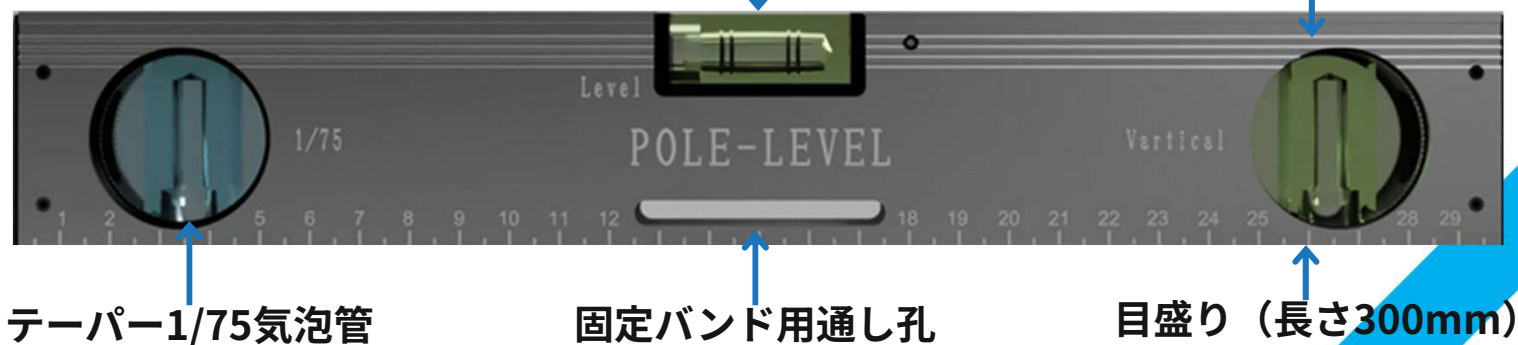 Level
1/75
POLE-LEVEL
Vartical
1 2 5 6 7 8 9 10 11 12 18 19 20 21 22 23 24 25 28 29
テーパー1/75気泡管
固定バンド用通し孔
目盛り（長さ300mm）